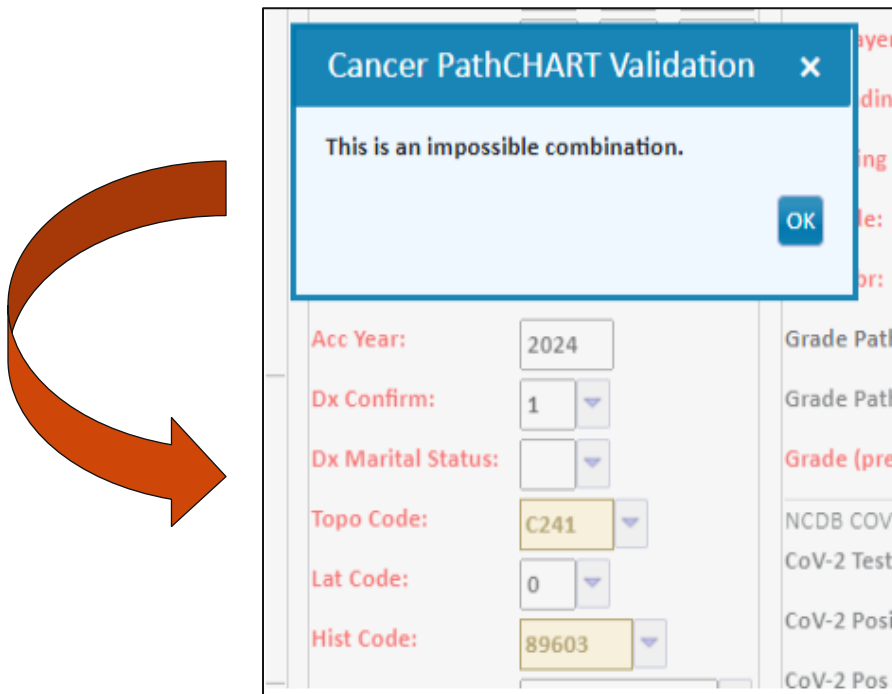 Cancer PathCHART Validation ×
This is an impossible combination.
OK
Acc Year: 2024
Dx Confirm: 1
Dx Marital Status:
Topo Code: C241
Lat Code: 0
Hist Code: 89603
Grade Path
Grade Path
Grade (pre
NCDB COV
CoV-2 Test
CoV-2 Posi
CoV-2 Pos